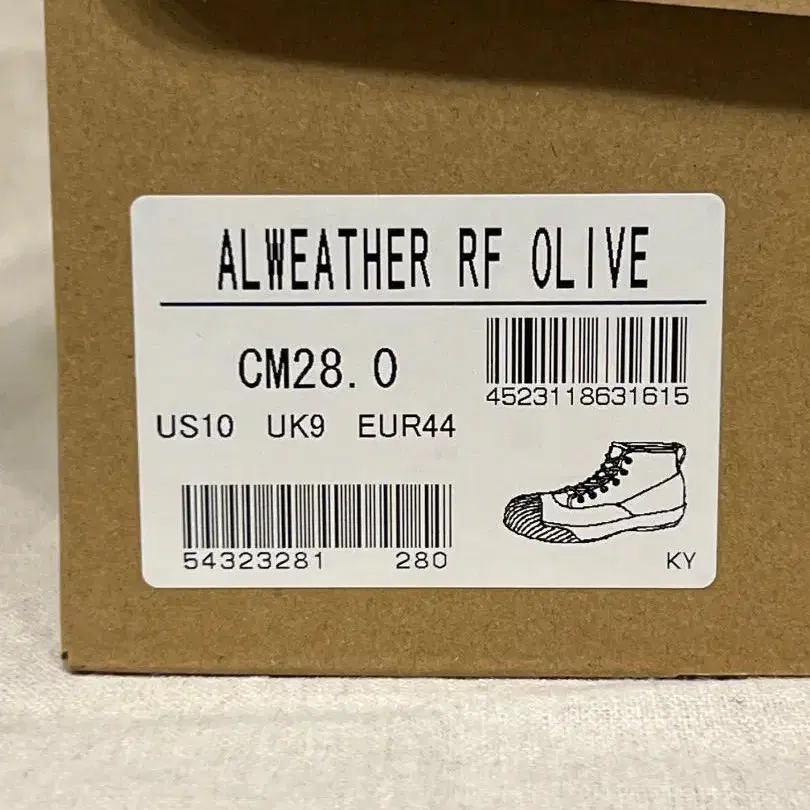 ALWEATHER RF OLIVE
CM28.0
4523118631615
US10 UK9 EUR44
54323281 280
KY